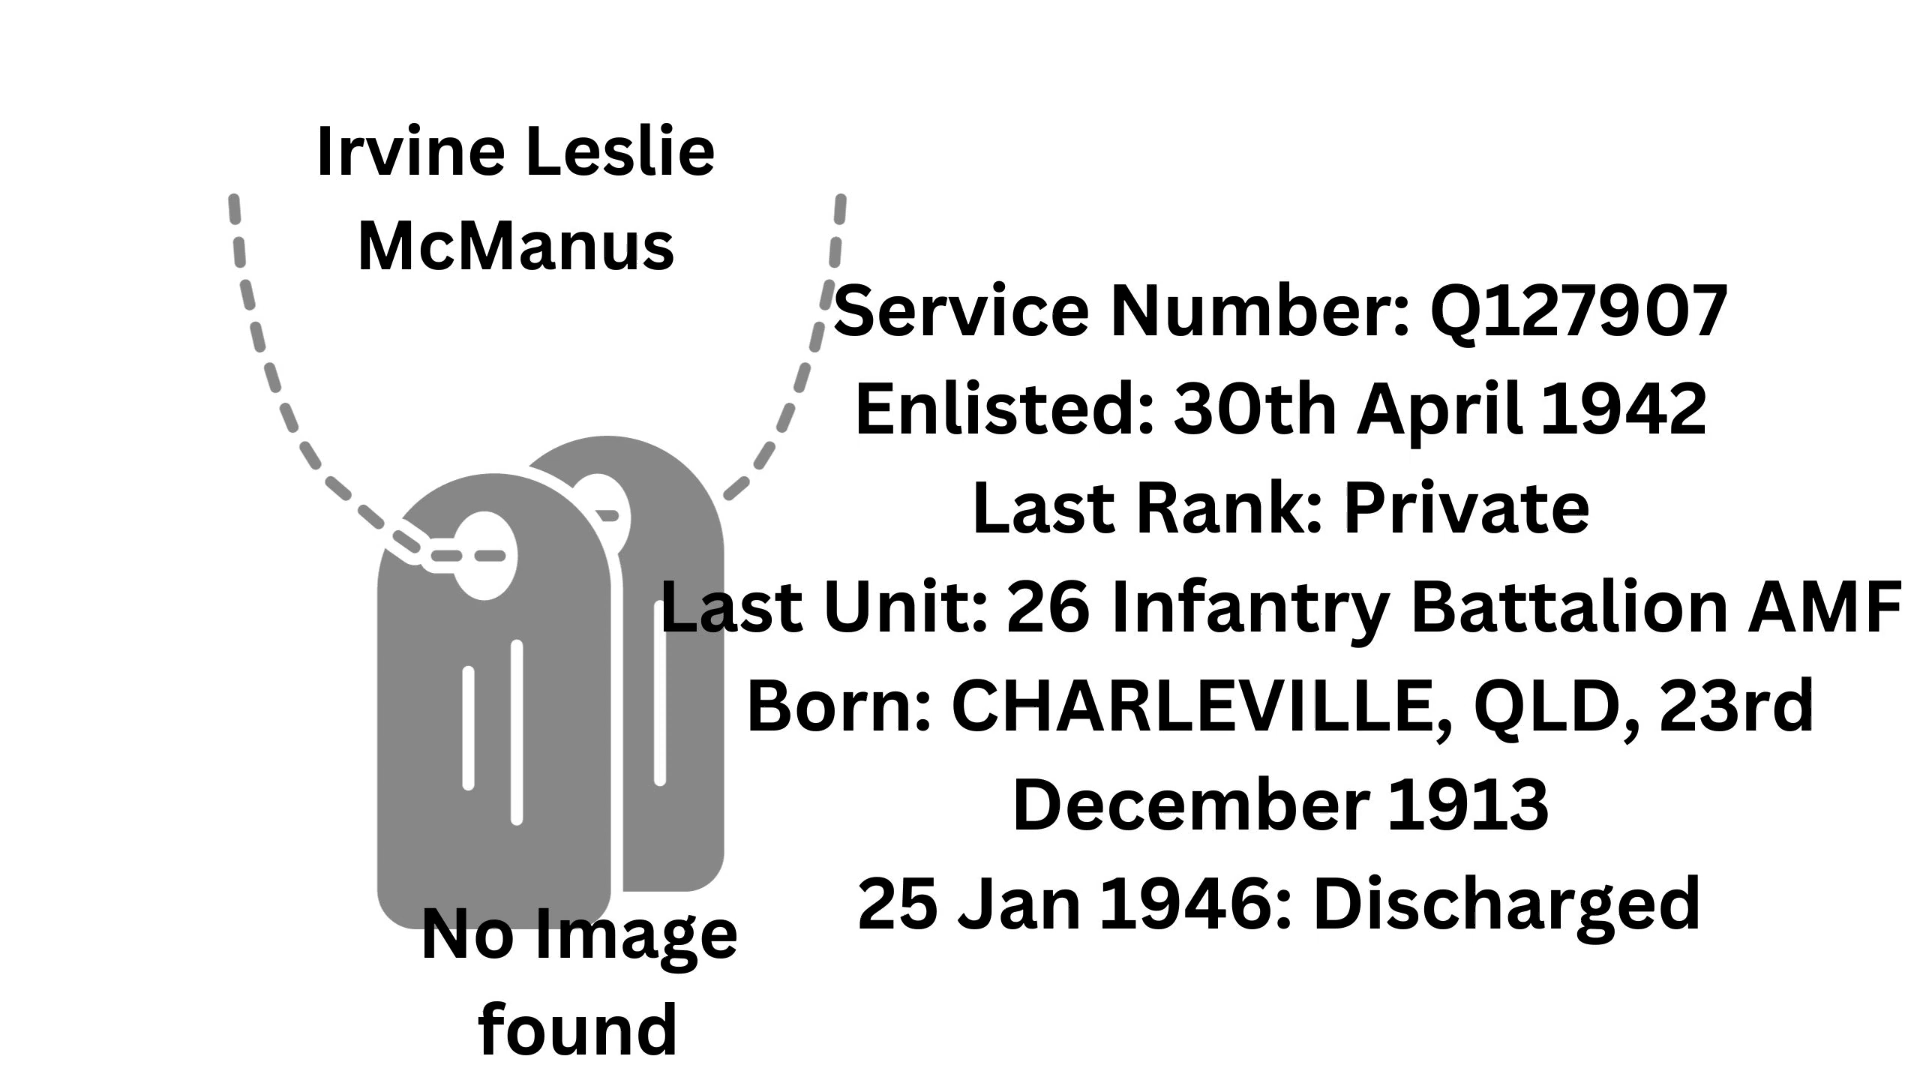 Irvine Leslie
McManus
Service Number: Q127907
Enlisted: 30th April 1942
Last Rank: Private
Last Unit: 26 Infantry Battalion AMF
Born: CHARLEVILLE, QLD, 23rd
December 1913
25 Jan 1946: Discharged
No Image
found